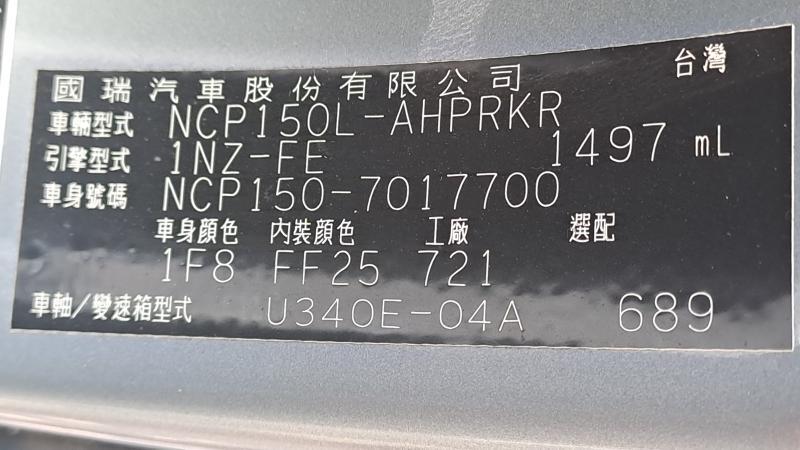 國瑞汽車股份有限公司 台灣
車輛型式 NCP150L-AHPRKR
引擎型式 1NZ-FE 1497 mL
車身號碼 NCP150-7017700
車身顏色 內裝顏色 工廠 選配
1F8 FF25 721
車軸/變速箱型式 U340E-04A 689